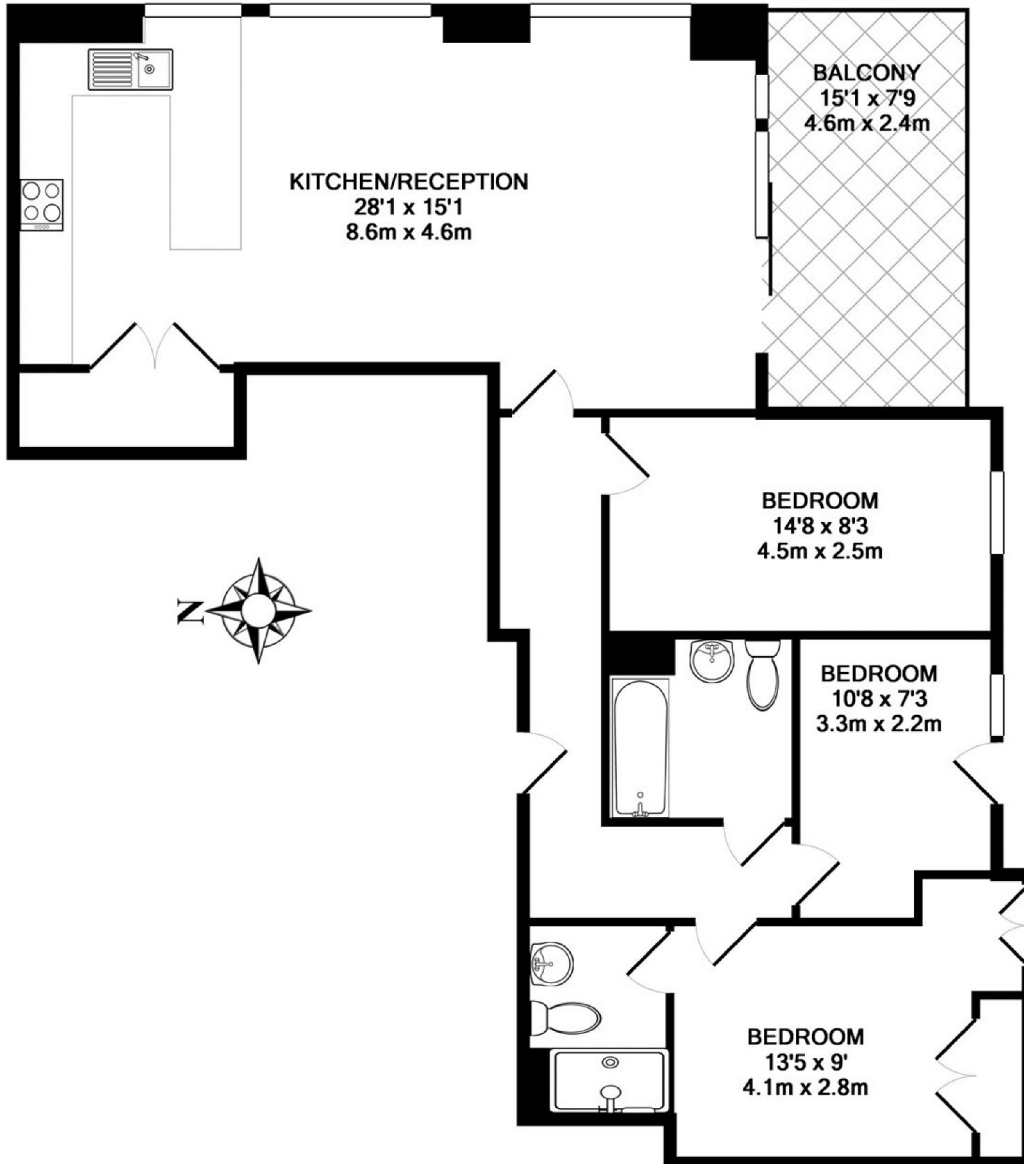 BALCONY
15'1 x 7'9
4.6m x 2.4m
KITCHEN/RECEPTION
28'1 x 15'1
8.6m x 4.6m
BEDROOM
14'8 x 8'3
4.5m x 2.5m
N
BEDROOM
10'8 x 7'3
3.3m x 2.2m
BEDROOM
13'5 x 9'
4.1m x 2.8m